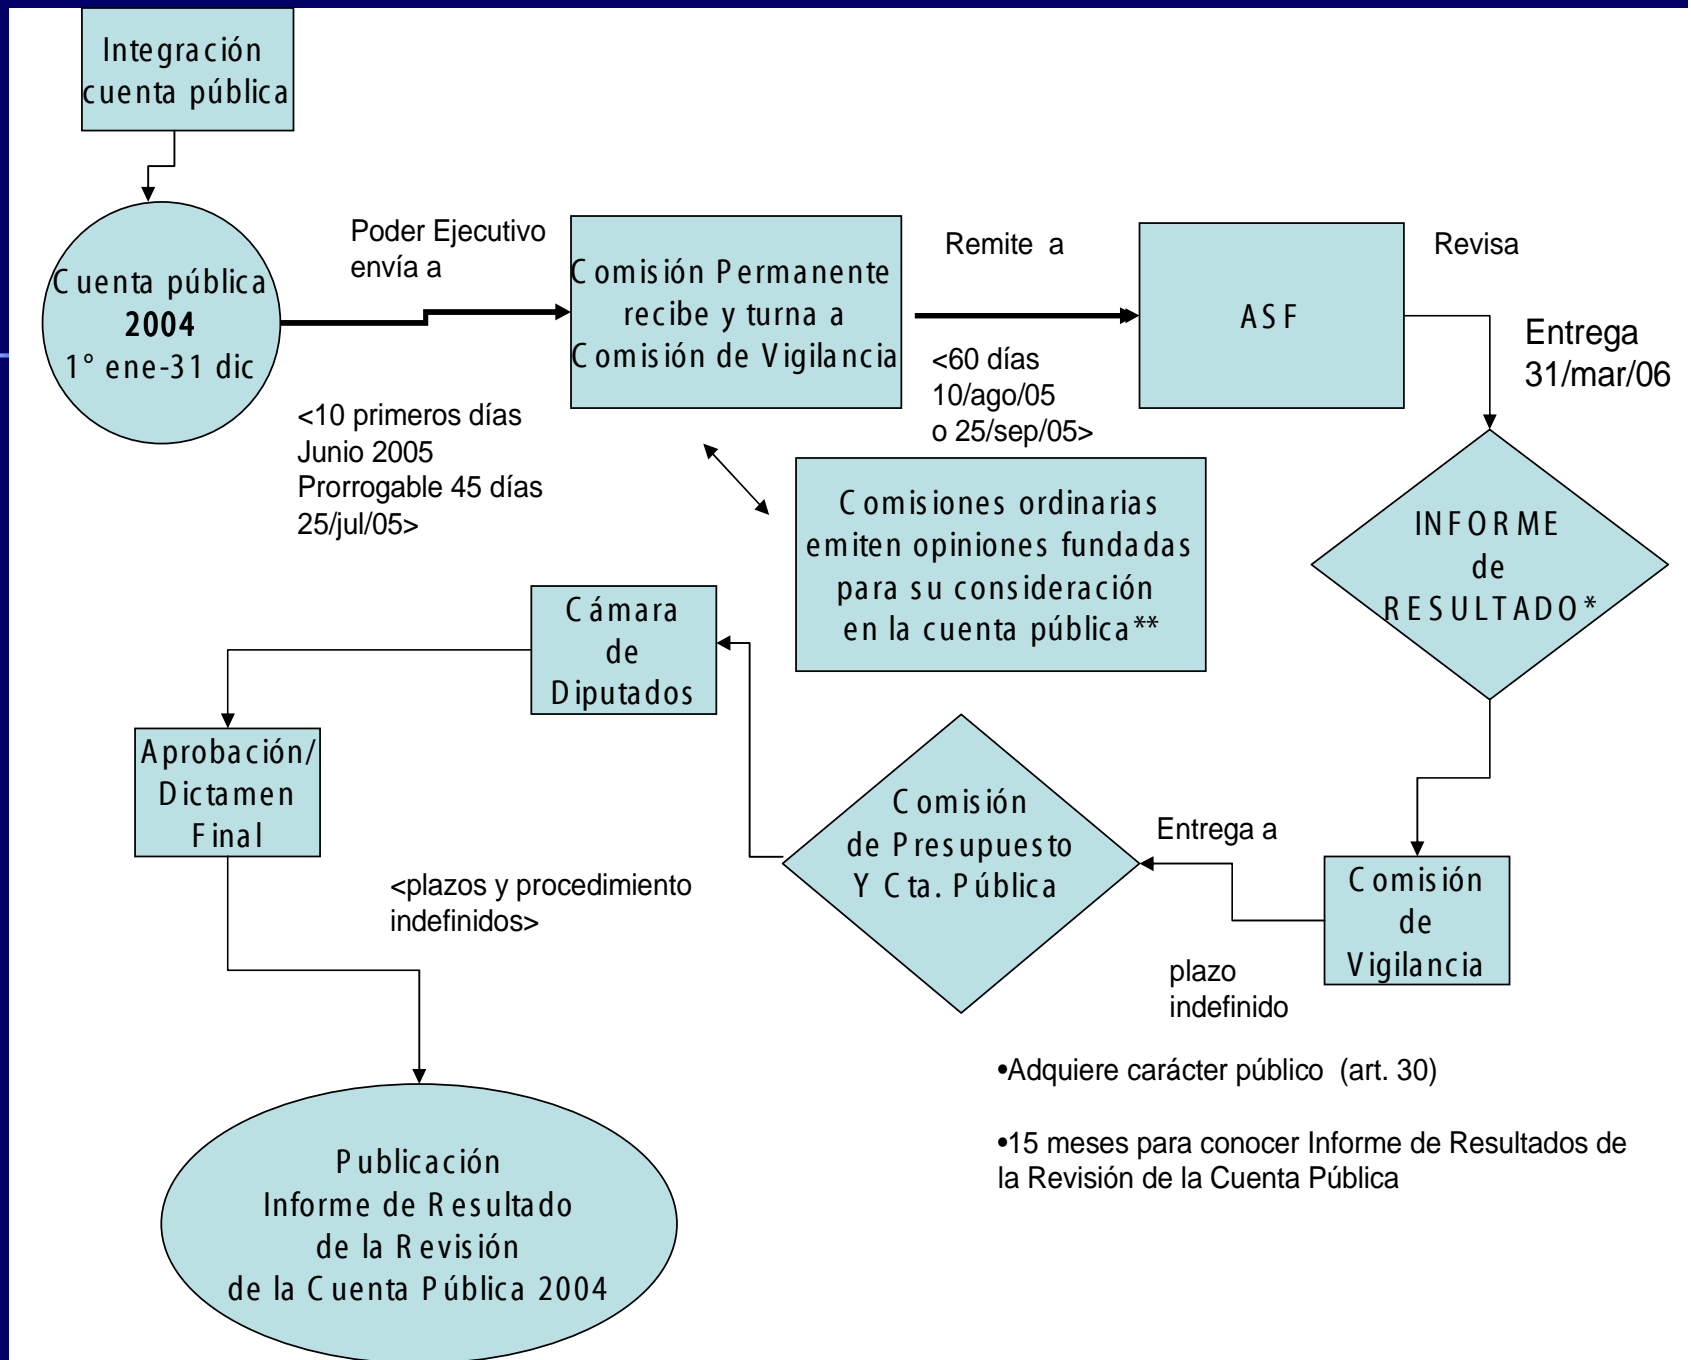 Integración
cuenta pública
Cuenta pública
2004
1° ene-31 dic
Poder Ejecutivo
envía a
<10 primeros días
Junio 2005
Prorrogable 45 días
25/jul/05>
Comisión Permanente
recibe y turna a
Comisión de Vigilancia
Remite a
<60 días
10/ago/05
o 25/sep/05>
ASF
Revisa
Entrega
31/mar/06
Comisiones ordinarias
emiten opiniones fundadas
para su consideración
en la cuenta pública**
INFORME
de
RESULTADO*
Cámara
de
Diputados
Aprobación/
Dictamen
Final
<plazos y procedimiento
indefinidos>
Comisión
de Presupuesto
Y Cta. Pública
Entrega a
plazo
indefinido
Comisión
de
Vigilancia
•Adquiere carácter público (art. 30)
•15 meses para conocer Informe de Resultados de
la Revisión de la Cuenta Pública
Publicación
Informe de Resultado
de la Revisión
de la Cuenta Pública 2004